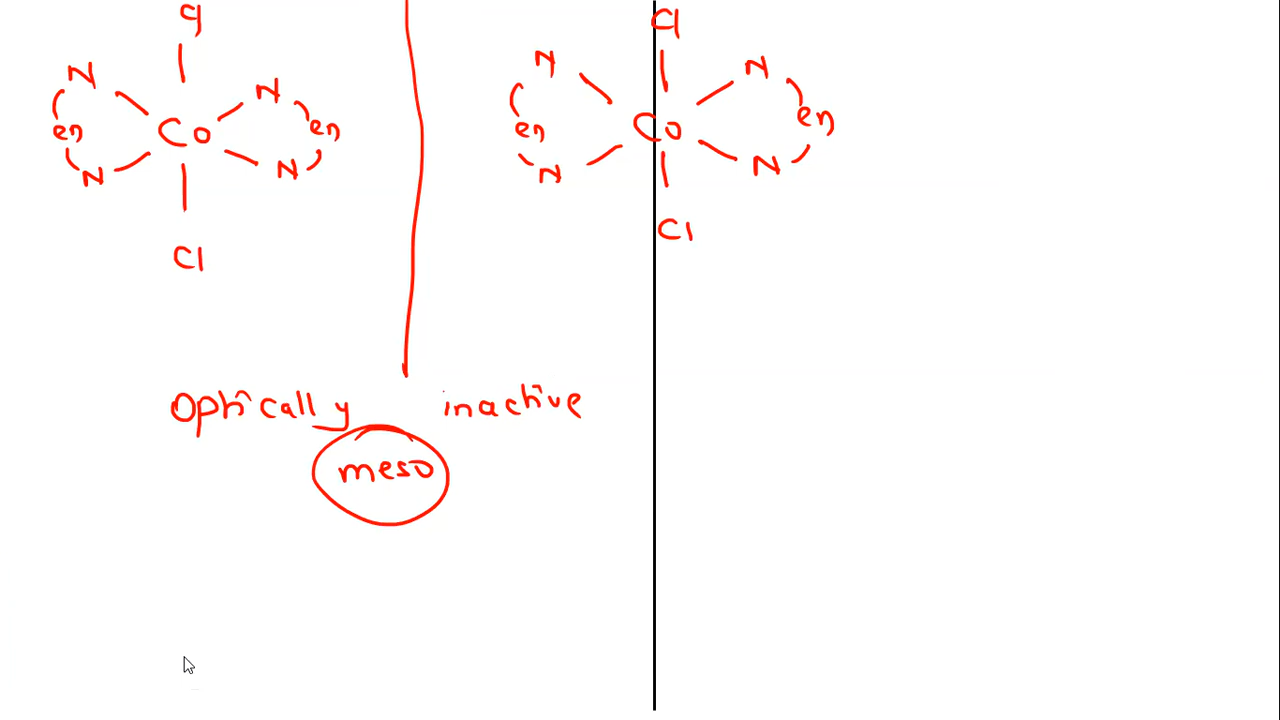 Cl Cl
N N N N
en Co en en Co en
N N N N
Cl Cl
Optically inactive
meso